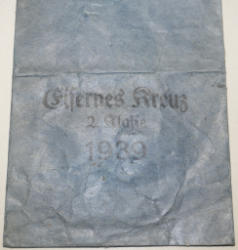 Eisernes Kreuz
2. Klasse
1939